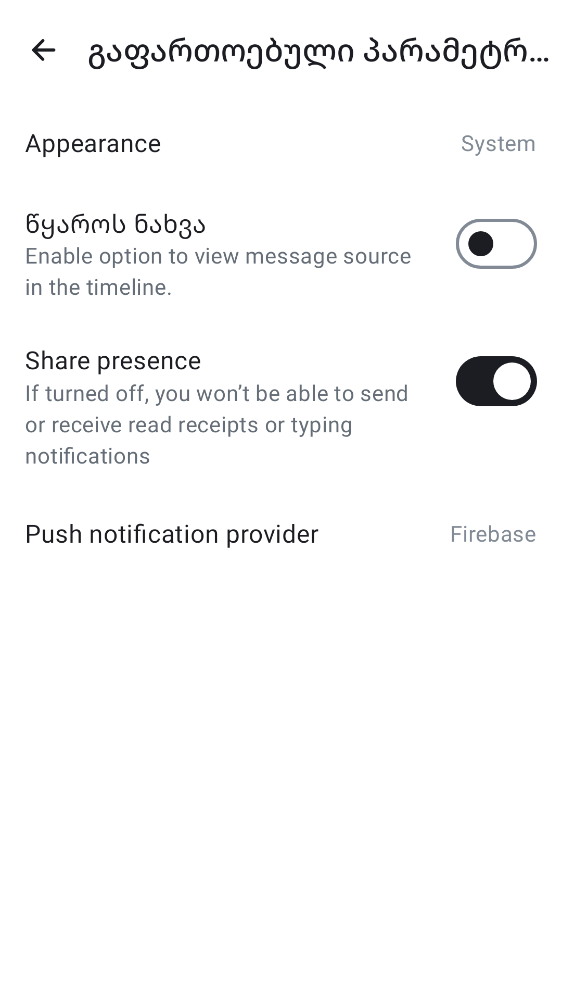 გაფართოებული პარამეტრ...
Appearance
System
წყაროს ნახვა
Enable option to view message source
in the timeline.
Share presence
If turned off, you won’t be able to send
or receive read receipts or typing
notifications
Push notification provider
Firebase